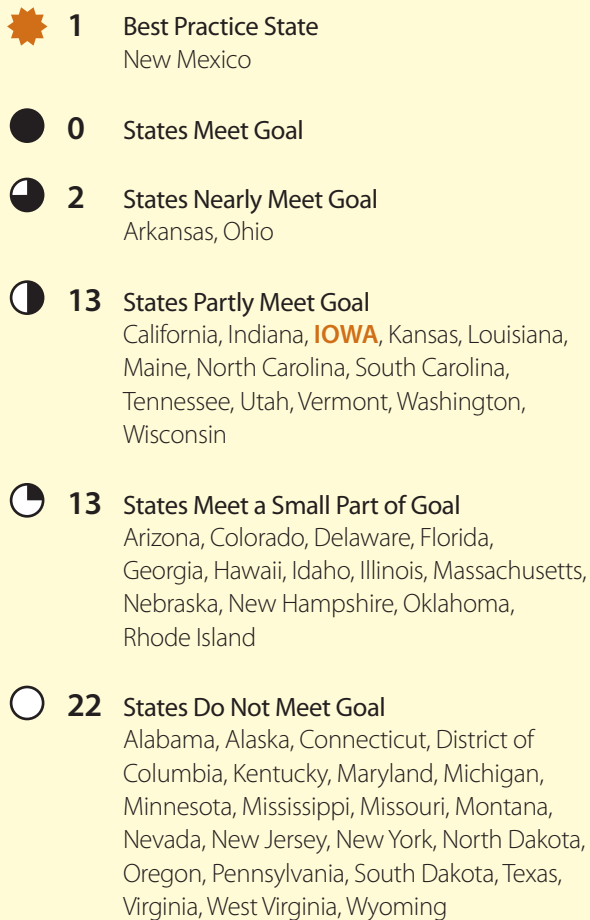 1 Best Practice State
New Mexico
0 States Meet Goal
2 States Nearly Meet Goal
Arkansas, Ohio
13 States Partly Meet Goal
California, Indiana, IOWA, Kansas, Louisiana,
Maine, North Carolina, South Carolina,
Tennessee, Utah, Vermont, Washington,
Wisconsin
13 States Meet a Small Part of Goal
Arizona, Colorado, Delaware, Florida,
Georgia, Hawaii, Idaho, Illinois, Massachusetts,
Nebraska, New Hampshire, Oklahoma,
Rhode Island
22 States Do Not Meet Goal
Alabama, Alaska, Connecticut, District of
Columbia, Kentucky, Maryland, Michigan,
Minnesota, Mississippi, Missouri, Montana,
Nevada, New Jersey, New York, North Dakota,
Oregon, Pennsylvania, South Dakota, Texas,
Virginia, West Virginia, Wyoming